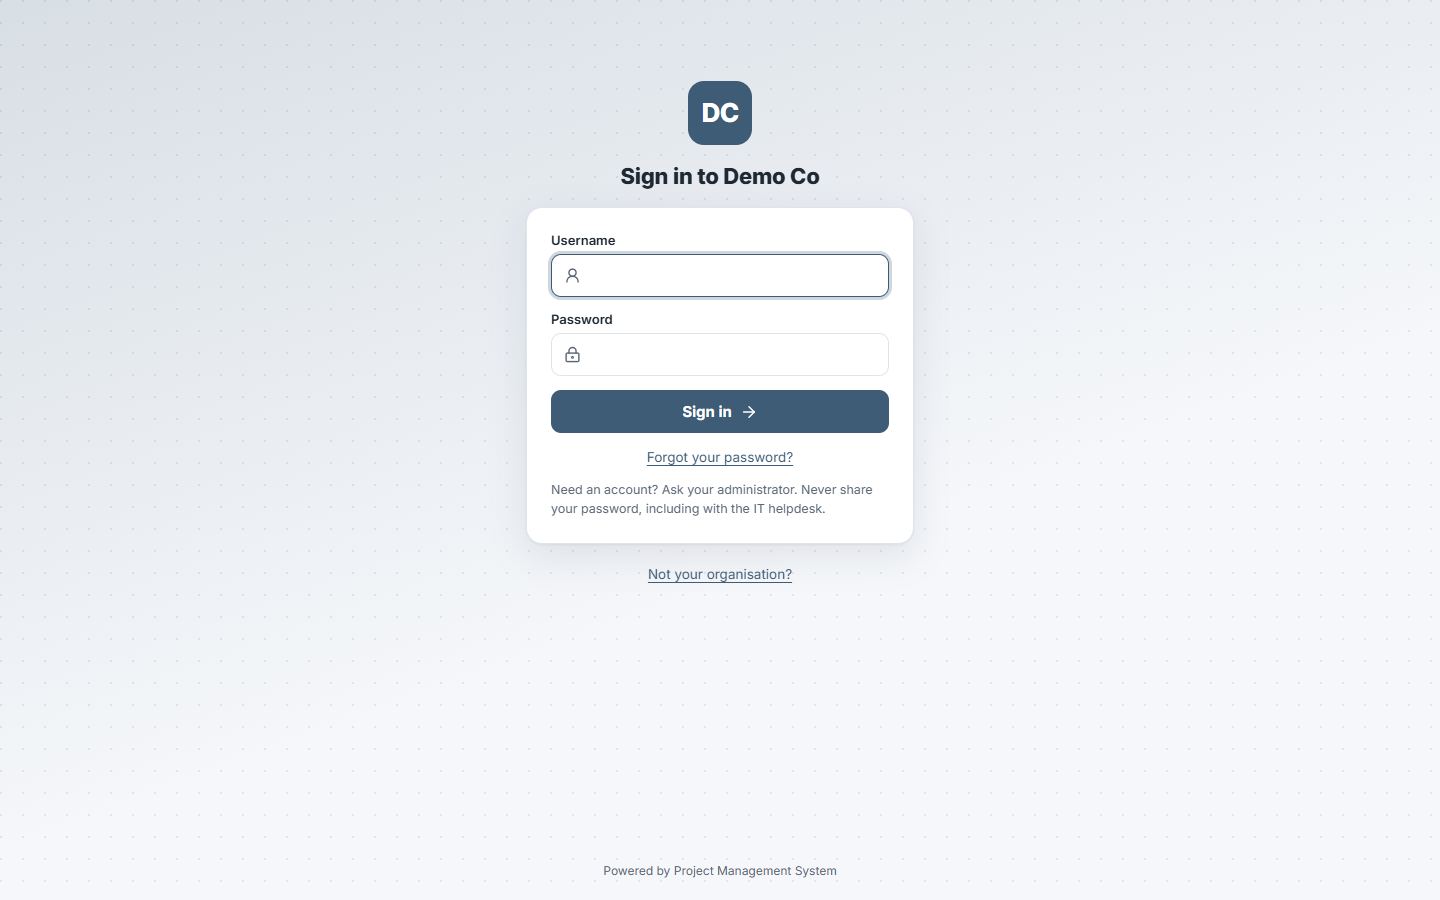 DC
Sign in to Demo Co
Username
Password
Sign in
Forgot your password?
Need an account? Ask your administrator. Never share
your password, including with the IT helpdesk.
Not your organisation?
Powered by Project Management System